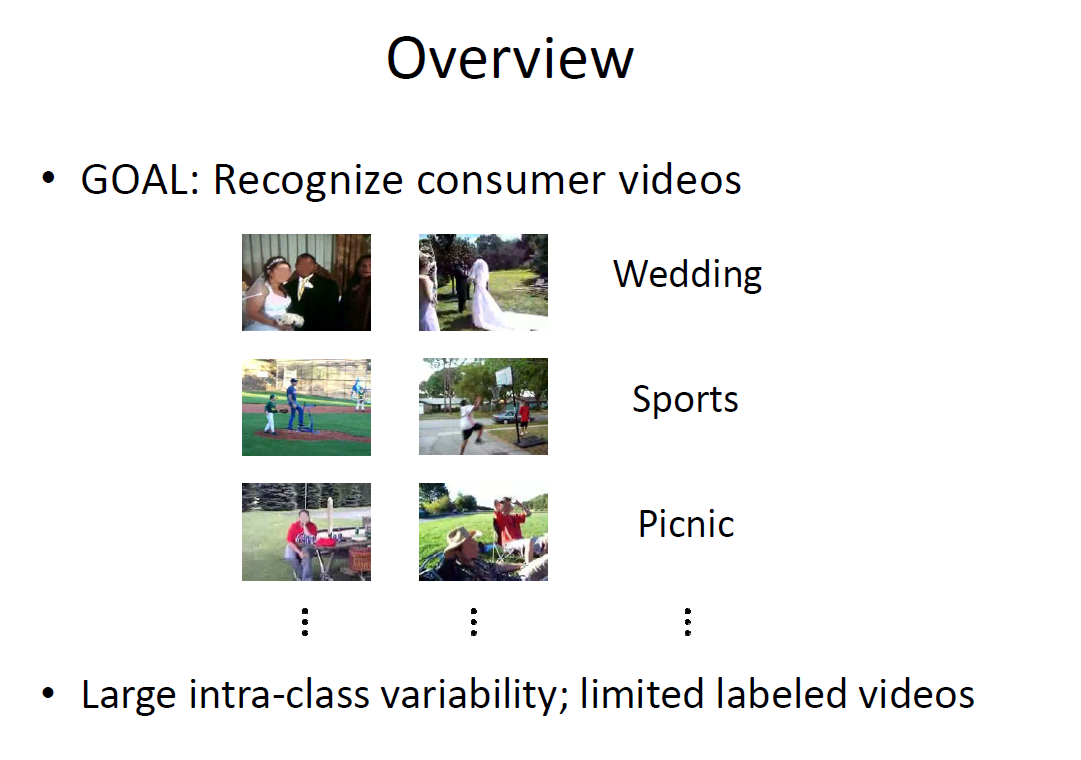 Overview
• GOAL: Recognize consumer videos
Wedding
Sports
Picnic
• Large intra-class variability; limited labeled videos